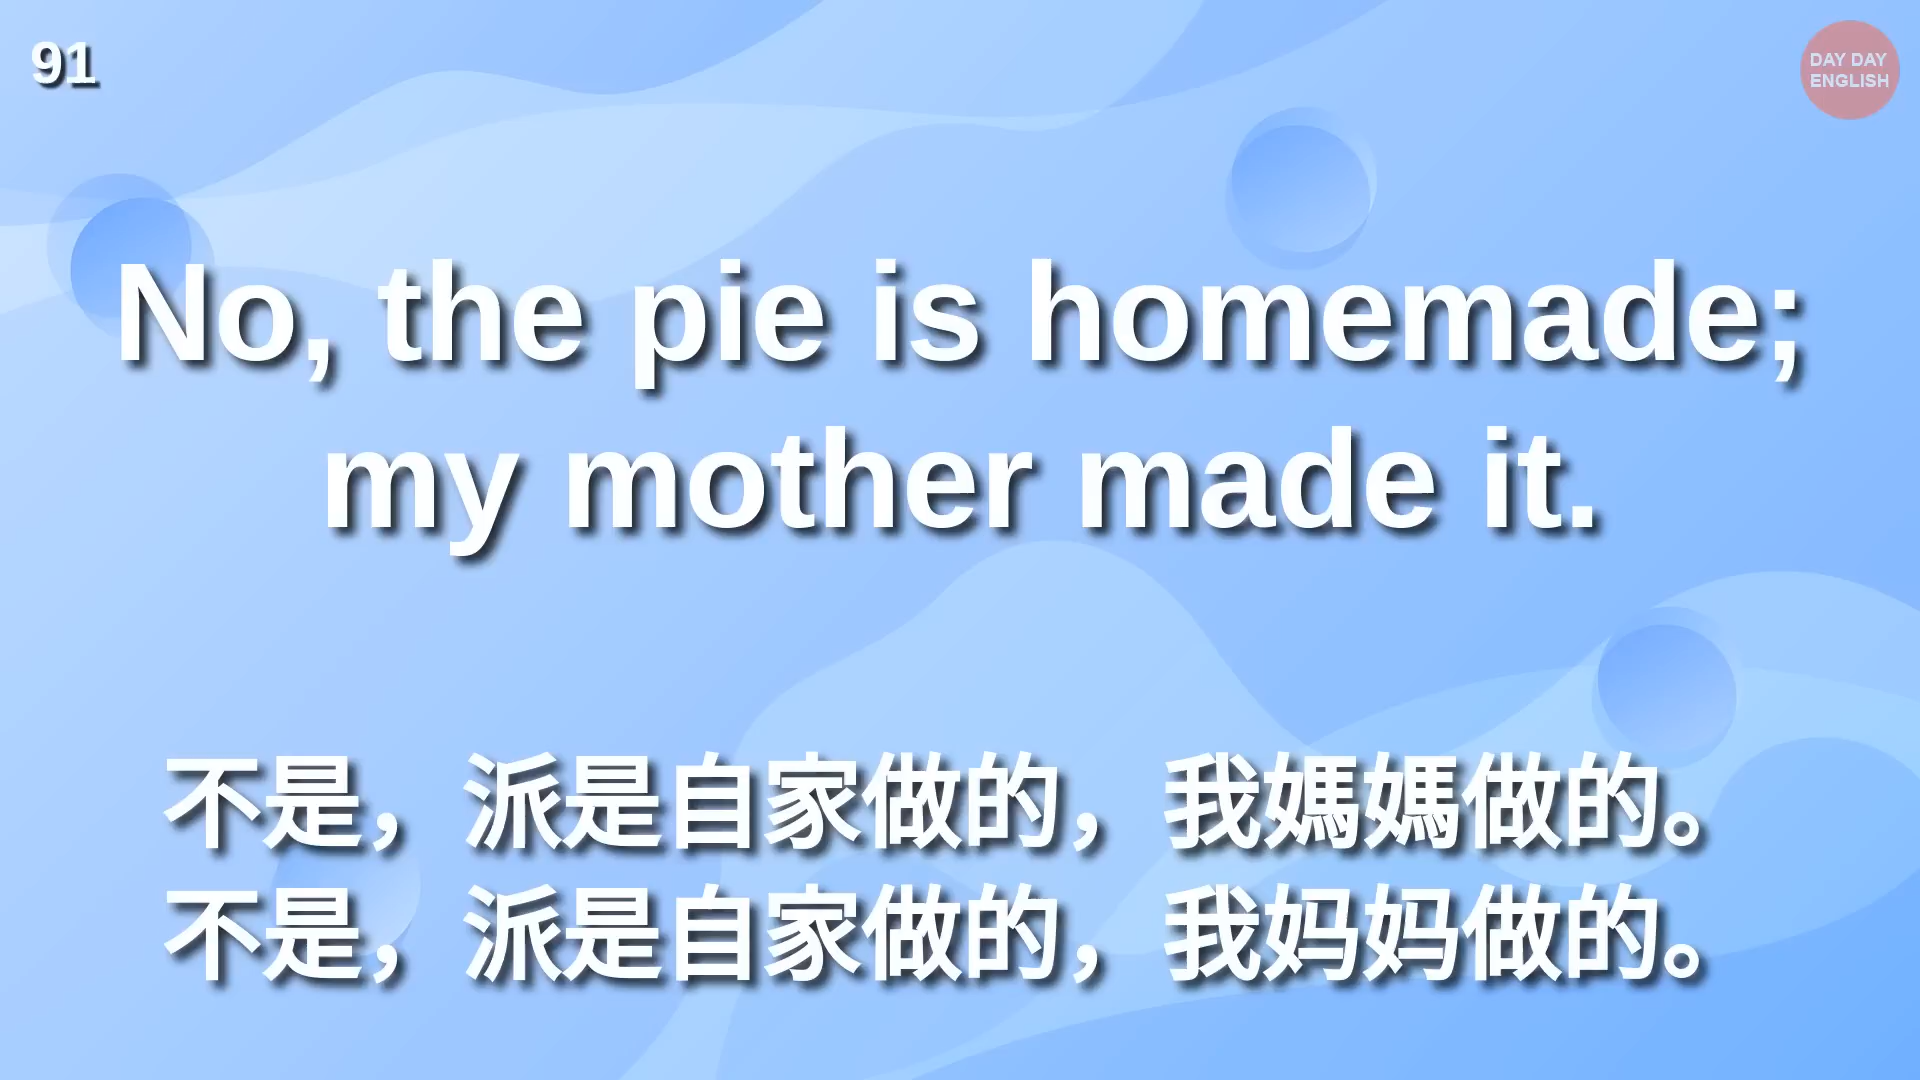 91
DAY DAY
ENGLISH
No, the pie is homemade;
my mother made it.
不是，派是自家做的，我媽媽做的。
不是，派是自家做的，我妈妈做的。